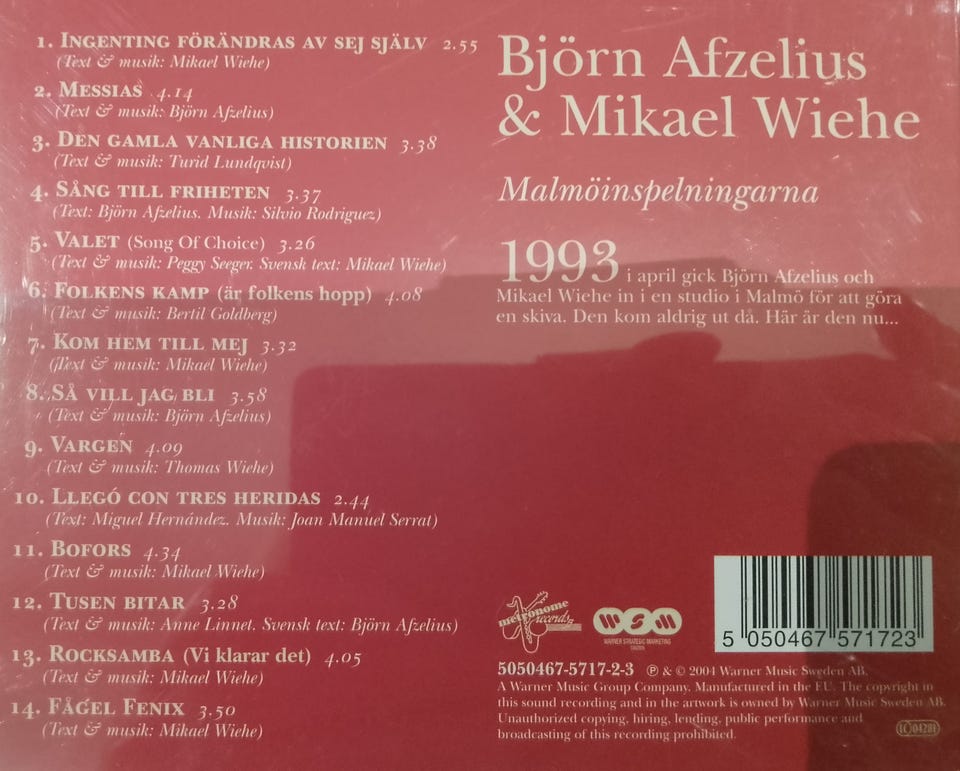 1. INGENTING FÖRÄNDRAS AV SEJ SJÄLV 2.55
(Text & musik: Mikael Wiehe)
2. MESSIAS 4.14
(Text & musik: Björn Afzelius)
3. DEN GAMLA VANLIGA HISTORIEN 3.38
(Text & musik: Turid Lundqvist)
4. SÅNG TILL FRIHETEN 3.37
(Text: Björn Afzelius. Musik: Silvio Rodriguez)
5. VALET (Song Of Choice) 3.26
(Text & musik: Peggy Seeger. Svensk text: Mikael Wiehe)
6. FOLKENS KAMP (är folkens hopp) 4.08
(Text & musik: Bertil Goldberg)
7. KOM HEM TILL MEJ 3.32
(Text & musik: Mikael Wiehe)
8. SÅ VILL JAG BLI 3.58
(Text & musik: Björn Afzelius)
9. VARGEN 4.09
(Text & musik: Thomas Wiehe)
10. LLEGÓ CON TRES HERIDAS 2.44
(Text: Miguel Hernández. Musik: Joan Manuel Serrat)
11. BOFORS 4.34
(Text & musik: Mikael Wiehe)
12. TUSEN BITAR 3.28
(Text & musik: Anne Linnet. Svensk text: Björn Afzelius)
13. ROCKSAMBA (Vi klarar det) 4.05
(Text & musik: Mikael Wiehe)
14. FÅGEL FENIX 3.50
(Text & musik: Mikael Wiehe)
Björn Afzelius
& Mikael Wiehe
Malmöinspelningarna
1993 i april gick Björn Afzelius och
Mikael Wiehe in i en studio i Malmö för att göra
en skiva. Den kom aldrig ut då. Här är den nu...
metronome
records
WSM
WARNER STRATEGIC MARKETING
SWEDEN
5 050467 571723
5050467-5717-2-3 ℗ & © 2004 Warner Music Sweden AB.
A Warner Music Group Company. Manufactured in the EU. The copyright in
this sound recording and in the artwork is owned by Warner Music Sweden AB.
Unauthorized copying, hiring, lending, public performance and
broadcasting of this recording prohibited.
LC 04281